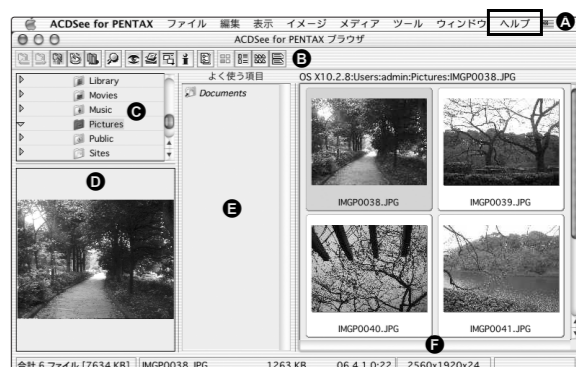 ACDSee for PENTAX ファイル 編集 表示 イメージ メディア ツール ウィンドウ ヘルプ A
ACDSee for PENTAX ブラウザ
B
よく使う項目
OS X10.2.8:Users:admin:Pictures:IMGP0038.JPG
Library
Movies
Music
Pictures
Public
Sites
C
Documents
D
E
IMGP0038.JPG
IMGP0039.JPG
IMGP0040.JPG
IMGP0041.JPG
F
合計 6 ファイル [7634 KB] IMGP0038.JPG 1263 KB 06.4.1 0:22 2560x1920x24